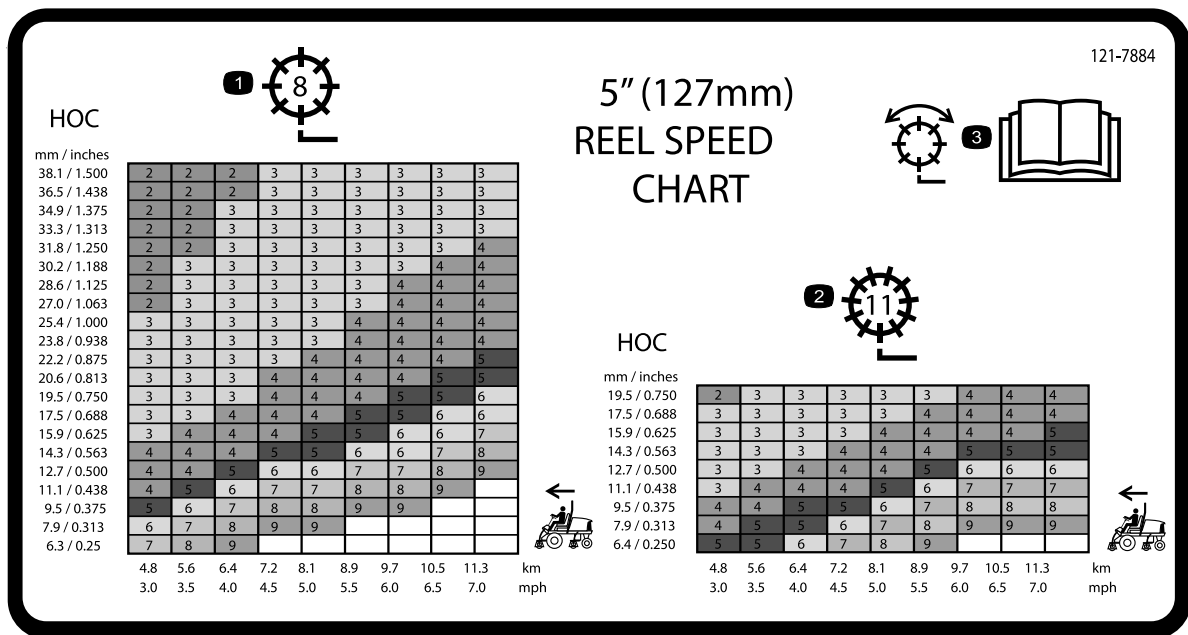 121-7884
5” (127mm)
REEL SPEED
CHART
3
1
8
HOC
mm / inches
38.1 / 1.500 2 2 2 3 3 3 3 3 3
36.5 / 1.438 2 2 2 3 3 3 3 3 3
34.9 / 1.375 2 2 3 3 3 3 3 3 3
33.3 / 1.313 2 2 3 3 3 3 3 3 3
31.8 / 1.250 2 2 3 3 3 3 3 3 4
30.2 / 1.188 2 3 3 3 3 3 3 4 4
28.6 / 1.125 2 3 3 3 3 3 4 4 4
27.0 / 1.063 2 3 3 3 3 3 4 4 4
25.4 / 1.000 3 3 3 3 3 4 4 4 4
23.8 / 0.938 3 3 3 3 3 4 4 4 4
22.2 / 0.875 3 3 3 3 4 4 4 4 5
20.6 / 0.813 3 3 3 4 4 4 4 5 5
19.5 / 0.750 3 3 3 4 4 4 5 5 6
17.5 / 0.688 3 3 4 4 4 5 5 6 6
15.9 / 0.625 3 4 4 4 5 5 6 6 7
14.3 / 0.563 4 4 4 5 5 6 6 7 8
12.7 / 0.500 4 4 5 6 6 7 7 8 9
11.1 / 0.438 4 5 6 7 7 8 8 9
9.5 / 0.375 5 6 7 8 8 9 9
7.9 / 0.313 6 7 8 9 9
6.3 / 0.25 7 8 9
4.8 5.6 6.4 7.2 8.1 8.9 9.7 10.5 11.3 km
3.0 3.5 4.0 4.5 5.0 5.5 6.0 6.5 7.0 mph
2
11
HOC
mm / inches
19.5 / 0.750 2 3 3 3 3 3 4 4 4
17.5 / 0.688 3 3 3 3 3 4 4 4 4
15.9 / 0.625 3 3 3 3 4 4 4 4 5
14.3 / 0.563 3 3 3 4 4 4 5 5 5
12.7 / 0.500 3 3 4 4 4 5 6 6 6
11.1 / 0.438 3 4 4 4 5 6 7 7 7
9.5 / 0.375 4 4 5 5 6 7 8 8 8
7.9 / 0.313 4 5 5 6 7 8 9 9 9
6.4 / 0.250 5 5 6 7 8 9
4.8 5.6 6.4 7.2 8.1 8.9 9.7 10.5 11.3 km
3.0 3.5 4.0 4.5 5.0 5.5 6.0 6.5 7.0 mph